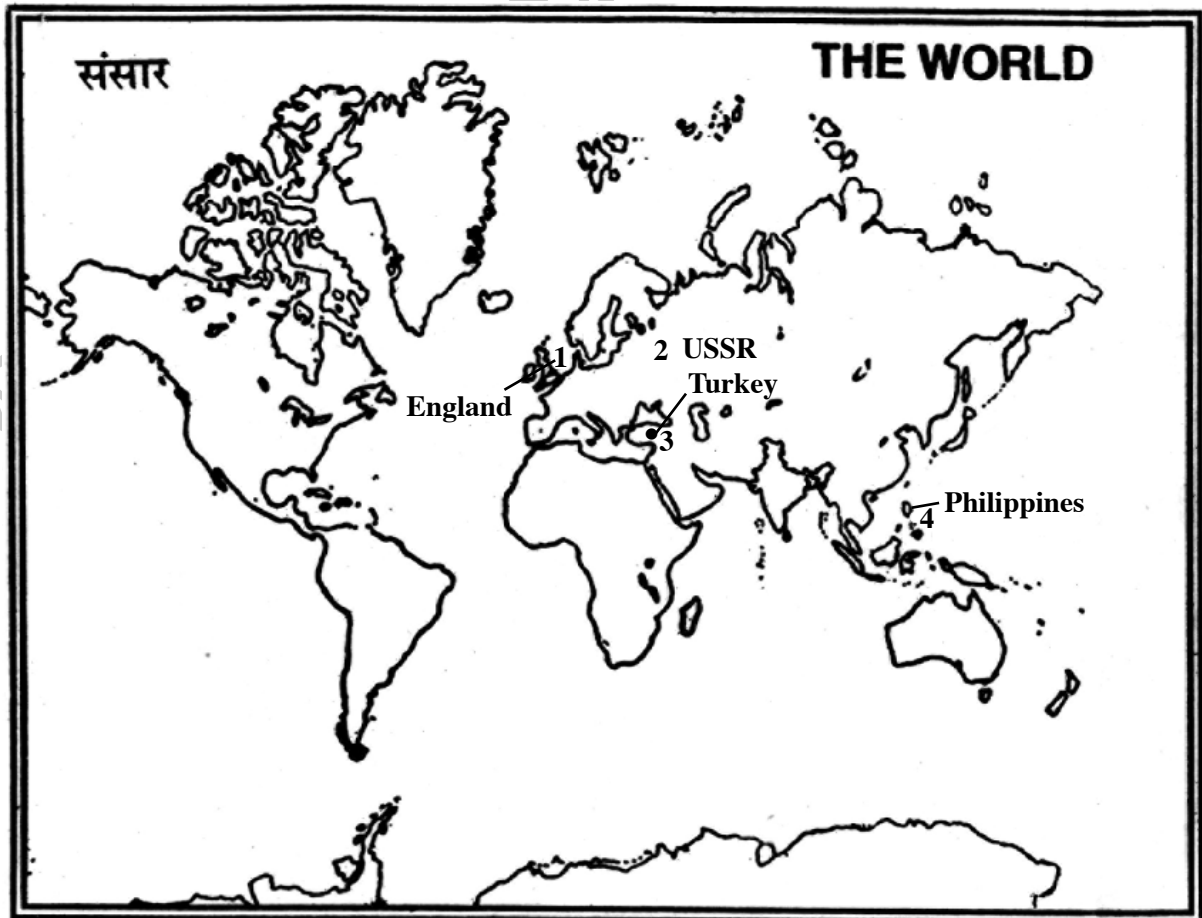 संसार
THE WORLD
1
2 USSR
Turkey
England
3
Philippines
4